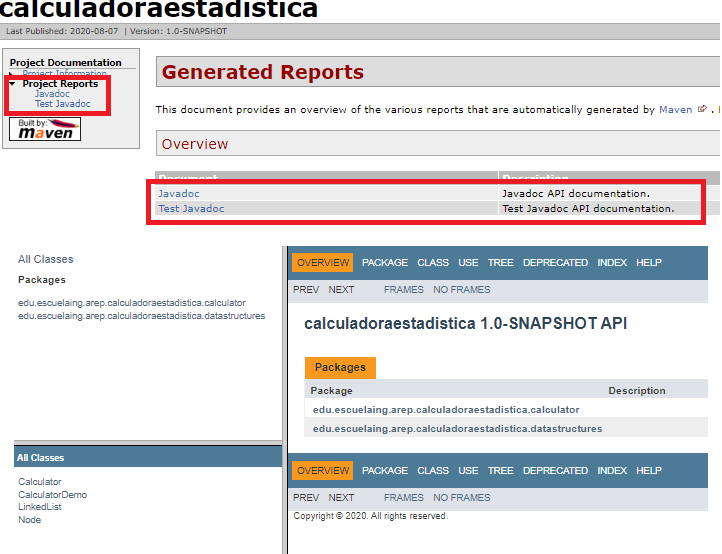 calculadoraestadistica
Last Published: 2020-08-07 | Version: 1.0-SNAPSHOT
Project Documentation
Project Information
Project Reports
Javadoc
Test Javadoc
Built by:
maven
Generated Reports
This document provides an overview of the various reports that are automatically generated by Maven .
Overview
Document Description
Javadoc Javadoc API documentation.
Test Javadoc Test Javadoc API documentation.
All Classes
Packages
edu.escuelaing.arep.calculadoraestadistica.calculator
edu.escuelaing.arep.calculadoraestadistica.datastructures
All Classes
Calculator
CalculatorDemo
LinkedList
Node
OVERVIEW PACKAGE CLASS USE TREE DEPRECATED INDEX HELP
PREV NEXT FRAMES NO FRAMES
calculadoraestadistica 1.0-SNAPSHOT API
Packages
Package Description
edu.escuelaing.arep.calculadoraestadistica.calculator
edu.escuelaing.arep.calculadoraestadistica.datastructures
OVERVIEW PACKAGE CLASS USE TREE DEPRECATED INDEX HELP
PREV NEXT FRAMES NO FRAMES
Copyright © 2020. All rights reserved.